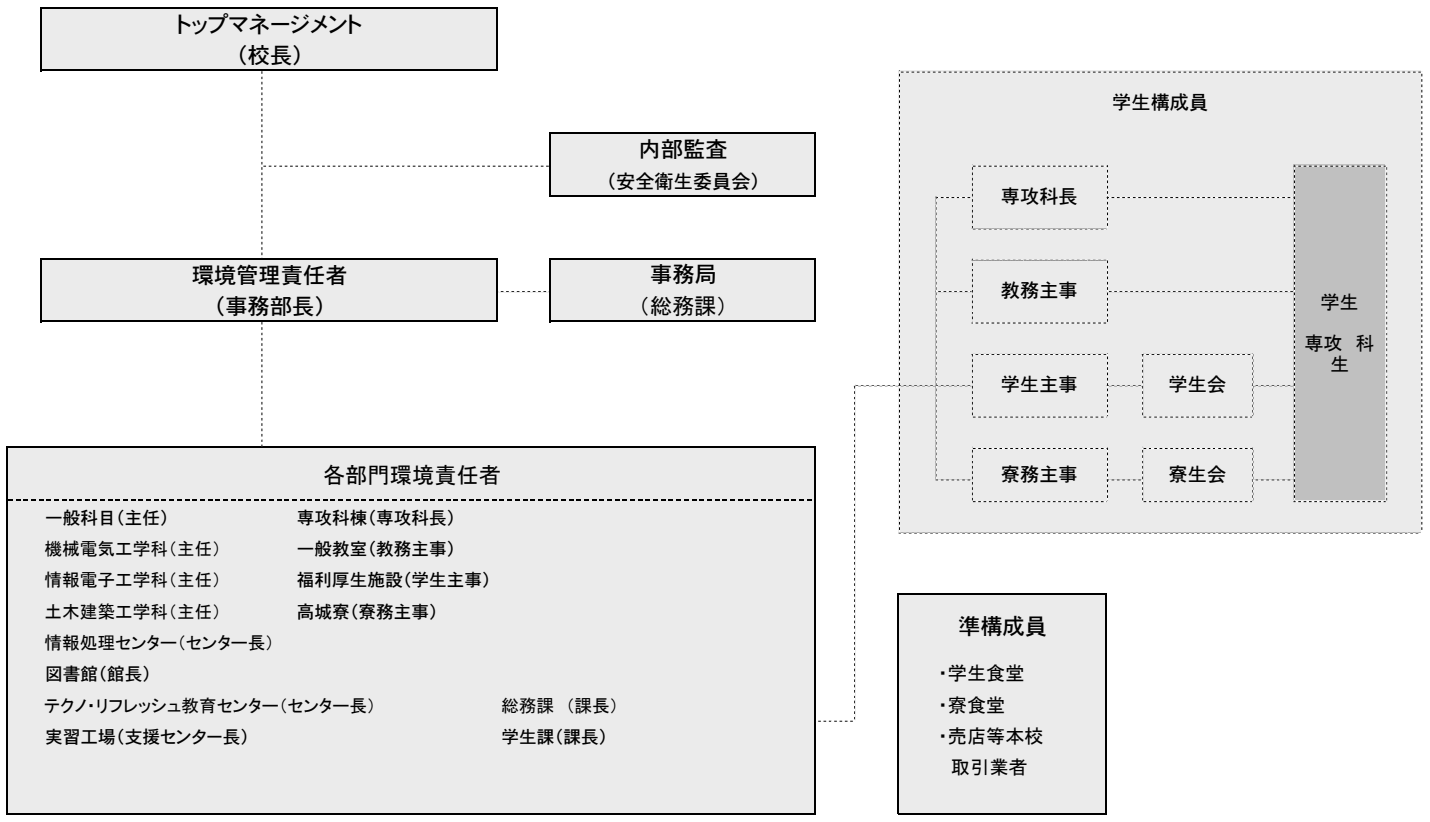 トップマネージメント
（校長）
内部監査
（安全衛生委員会）
環境管理責任者
（事務部長）
事務局
（総務課）
各部門環境責任者
一般科目（主任）
専攻科棟（専攻科長）
機械電気工学科（主任）
一般教室（教務主事）
情報電子工学科（主任）
福利厚生施設（学生主事）
土木建築工学科（主任）
高城寮（寮務主事）
情報処理センター（センター長）
図書館（館長）
テクノ・リフレッシュ教育センター（センター長）
総務課　（課長）
実習工場（支援センター長）
学生課（課長）
学生構成員
専攻科長
教務主事
学生主事
学生会
寮務主事
寮生会
学生
専攻　科
生
準構成員
・学生食堂
・寮食堂
・売店等本校
取引業者